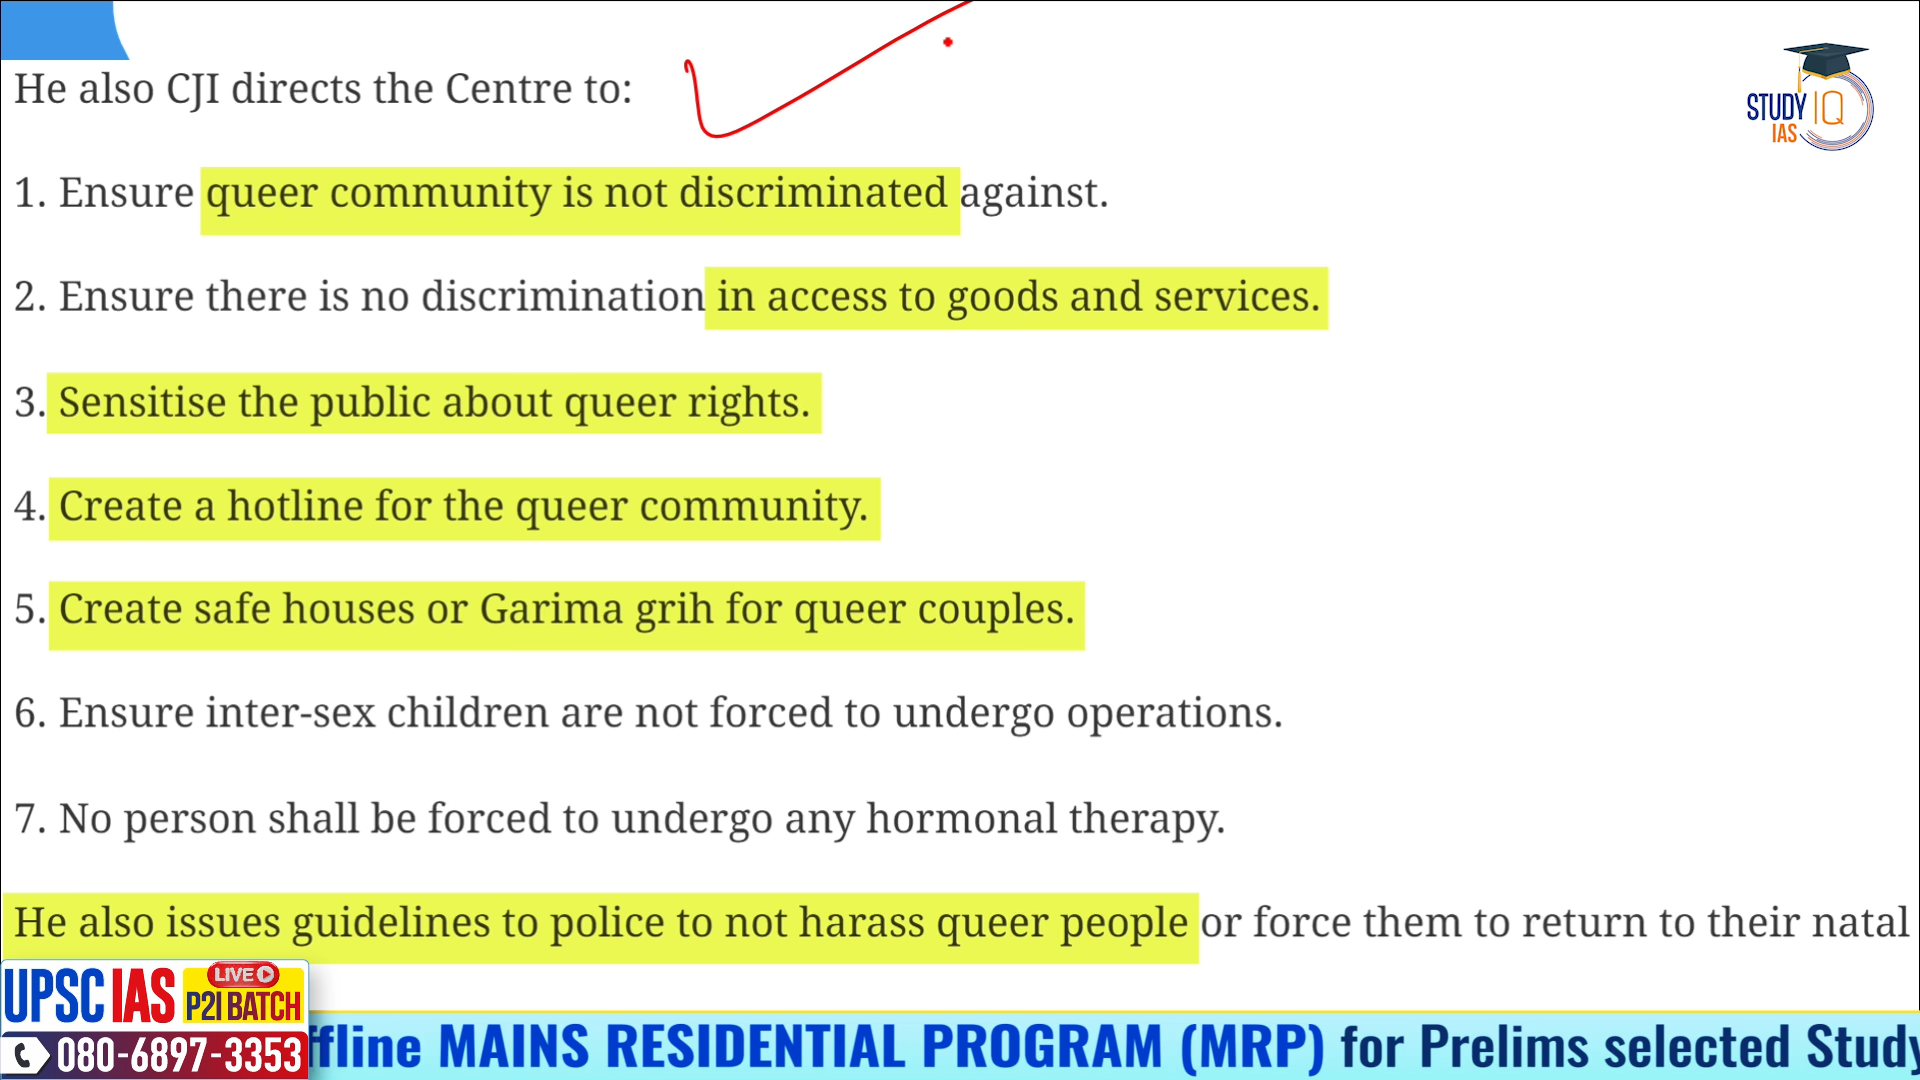 He also CJI directs the Centre to:
STUDY IQ
IAS
1. Ensure queer community is not discriminated against.
2. Ensure there is no discrimination in access to goods and services.
3. Sensitise the public about queer rights.
4. Create a hotline for the queer community.
5. Create safe houses or Garima grih for queer couples.
6. Ensure inter-sex children are not forced to undergo operations.
7. No person shall be forced to undergo any hormonal therapy.
He also issues guidelines to police to not harass queer people or force them to return to their natal
UPSC IAS LIVE
P2I BATCH
080-6897-3353
ffline MAINS RESIDENTIAL PROGRAM (MRP) for Prelims selected Study